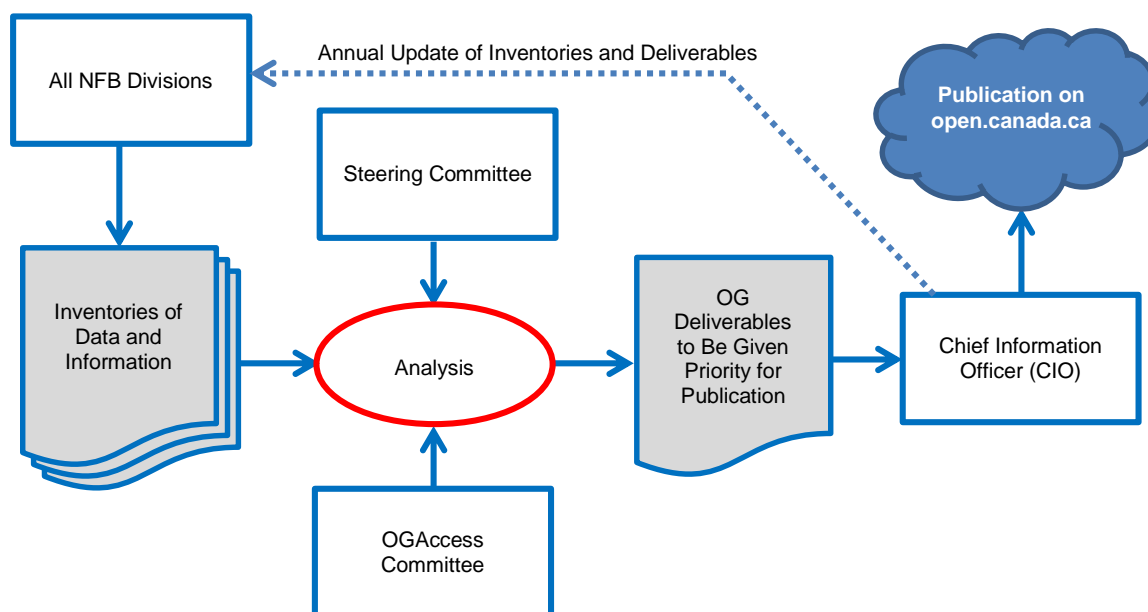 Annual Update of Inventories and Deliverables
All NFB Divisions
Publication on
open.canada.ca
Steering Committee
Inventories of
Data and
Information
Analysis
OG
Deliverables
to Be Given
Priority for
Publication
Chief Information
Officer (CIO)
OGAccess
Committee